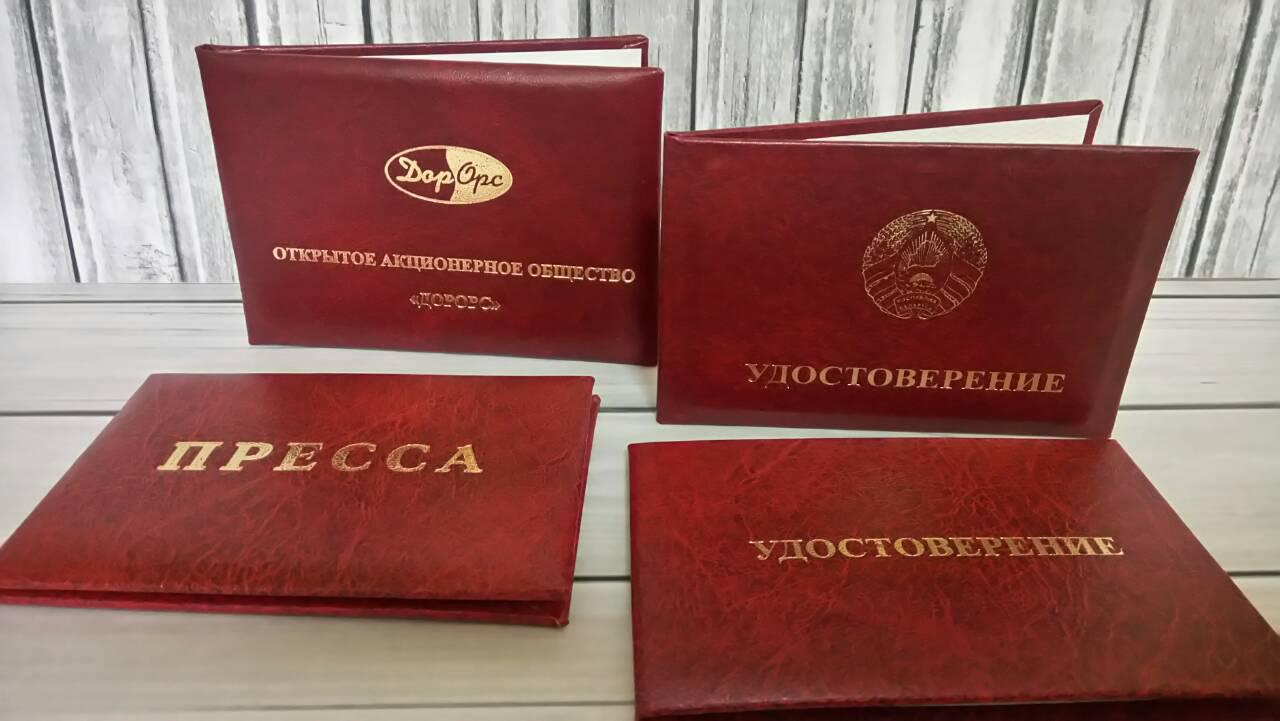 ДорОрс
ОТКРЫТОЕ АКЦИОНЕРНОЕ ОБЩЕСТВО
«ДОРОРС»
УДОСТОВЕРЕНИЕ
ПРЕССА
УДОСТОВЕРЕНИЕ